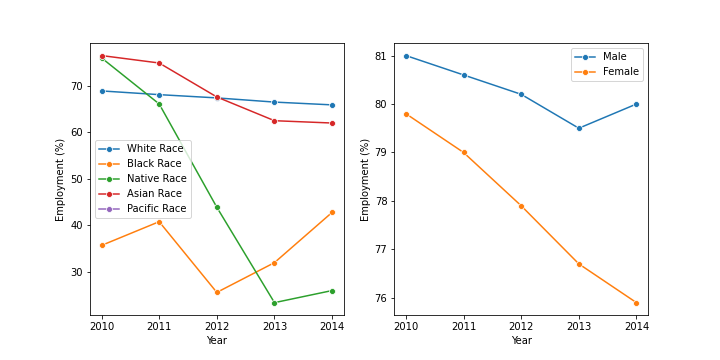 70
60
50
40
30
2010 2011 2012 2013 2014
Year
Employment (%)
White Race
Black Race
Native Race
Asian Race
Pacific Race
81
80
79
78
77
76
2010 2011 2012 2013 2014
Year
Employment (%)
Male
Female